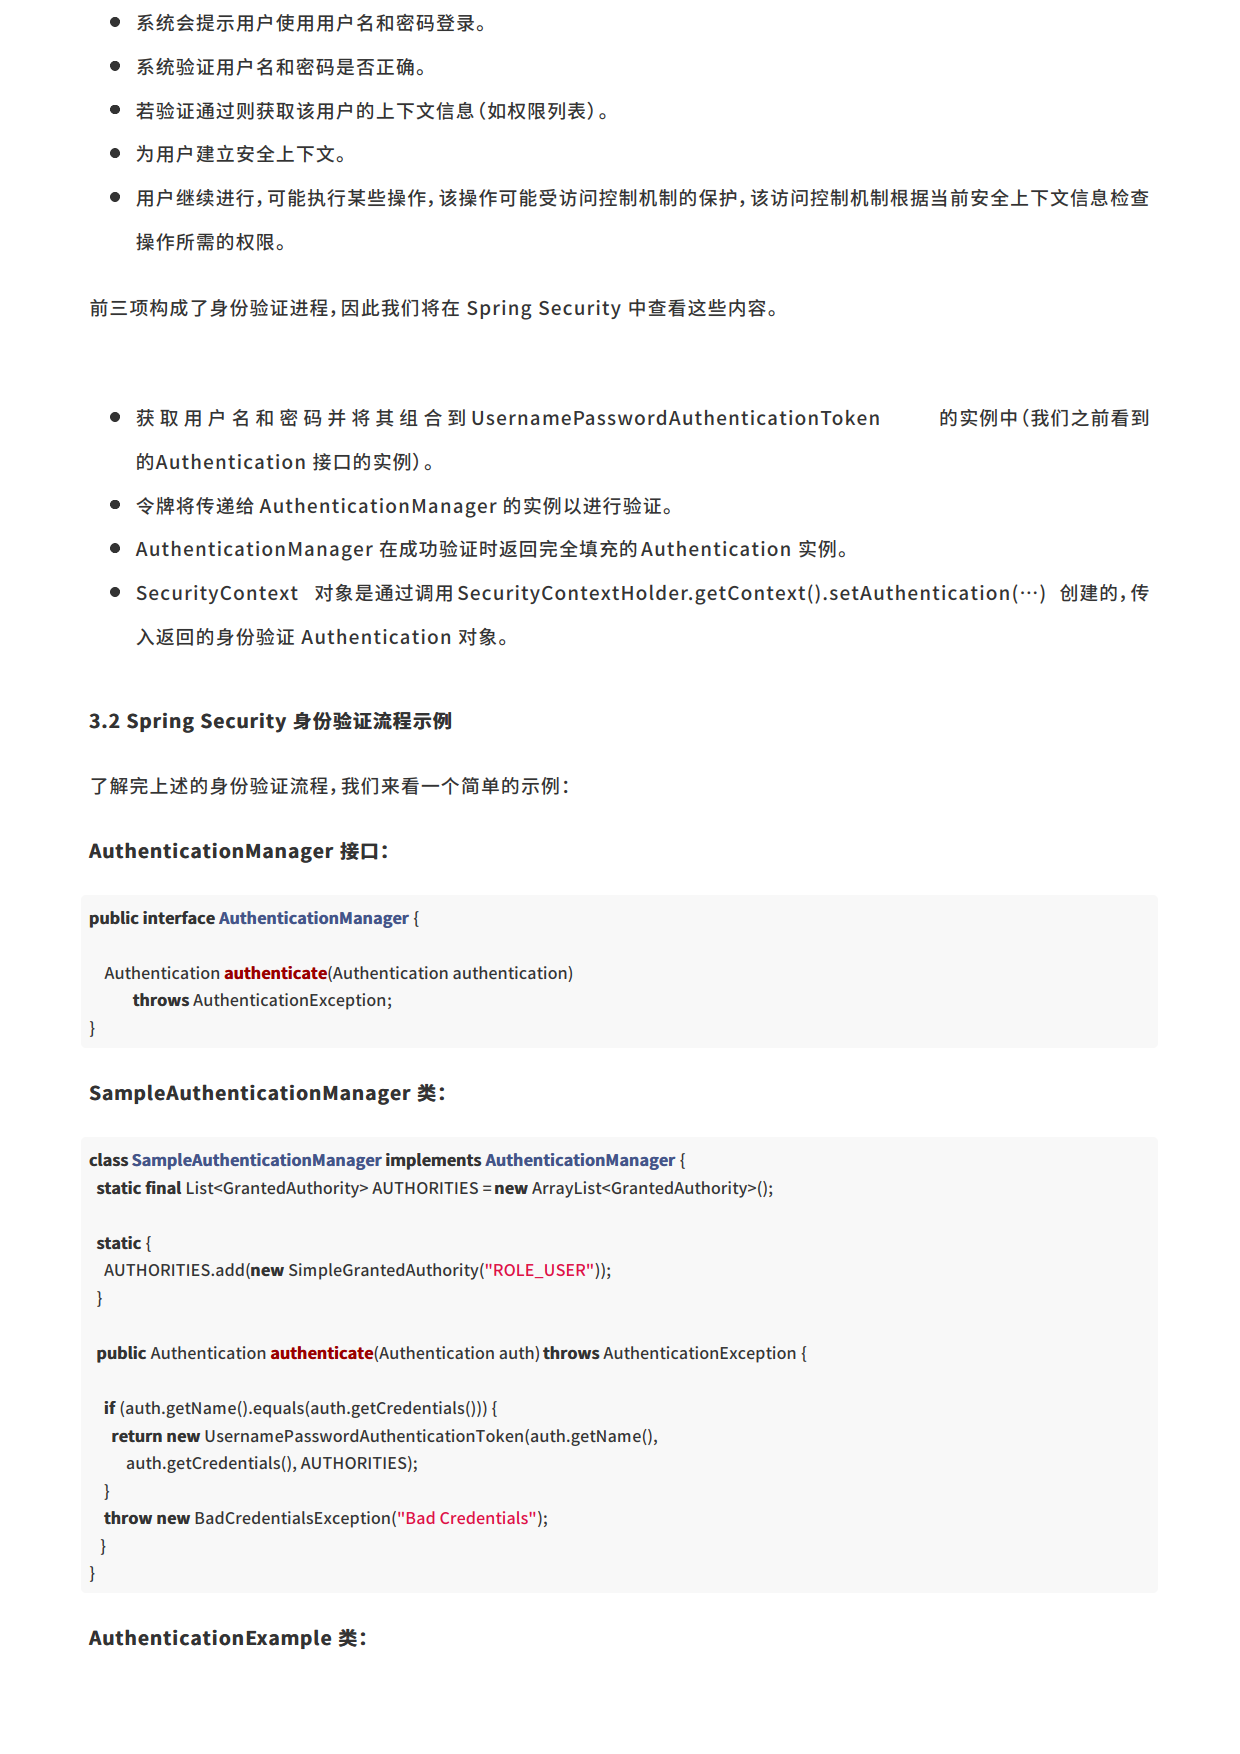 系统会提示用户使用用户名和密码登录。
系统验证用户名和密码是否正确。
若验证通过则获取该用户的上下文信息（如权限列表）。
为用户建立安全上下文。
用户继续进行，可能执行某些操作，该操作可能受访问控制机制的保护，该访问控制机制根据当前安全上下文信息检查
操作所需的权限。
前三项构成了身份验证进程，因此我们将在 Spring Security 中查看这些内容。
获取用户名和密码并将其组合到 UsernamePasswordAuthenticationToken 的实例中（我们之前看到
的Authentication 接口的实例）。
令牌将传递给 AuthenticationManager 的实例以进行验证。
AuthenticationManager 在成功验证时返回完全填充的 Authentication 实例。
SecurityContext 对象是通过调用 SecurityContextHolder.getContext().setAuthentication(…) 创建的，传
入返回的身份验证 Authentication 对象。
3.2 Spring Security 身份验证流程示例
了解完上述的身份验证流程，我们来看一个简单的示例：
AuthenticationManager 接口：
public interface AuthenticationManager {
Authentication authenticate(Authentication authentication)
throws AuthenticationException;
}
SampleAuthenticationManager 类：
class SampleAuthenticationManager implements AuthenticationManager {
static final List<GrantedAuthority> AUTHORITIES = new ArrayList<GrantedAuthority>();
static {
AUTHORITIES.add(new SimpleGrantedAuthority("ROLE_USER"));
}
public Authentication authenticate(Authentication auth) throws AuthenticationException {
if (auth.getName().equals(auth.getCredentials())) {
return new UsernamePasswordAuthenticationToken(auth.getName(),
auth.getCredentials(), AUTHORITIES);
}
throw new BadCredentialsException("Bad Credentials");
}
}
AuthenticationExample 类：